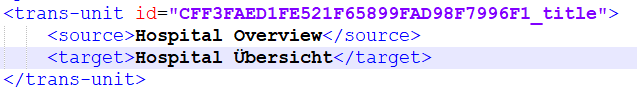 <trans-unit id="CFF3FAED1FE521F65899FAD98F7996F1_title">
<source>Hospital Overview</source>
<target>Hospital Übersicht</target>
</trans-unit>